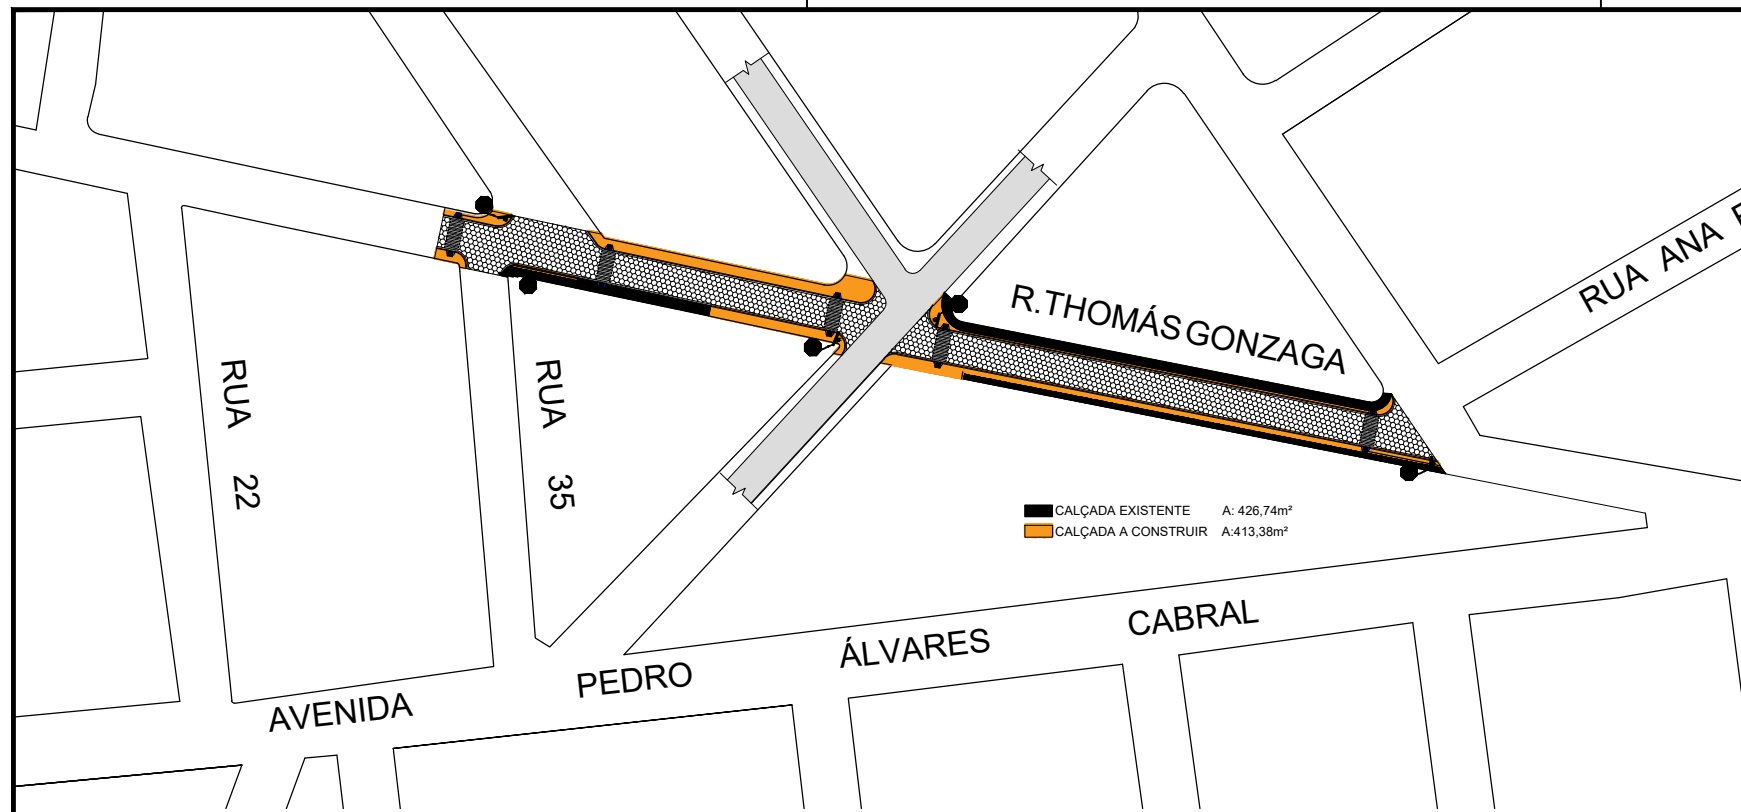 RUA ANA
R.THOMÁS GONZAGA
RUA 22
RUA 35
CALÇADA EXISTENTE A: 426,74m²
CALÇADA A CONSTRUIR A:413,38m²
AVENIDA PEDRO ÁLVARES CABRAL